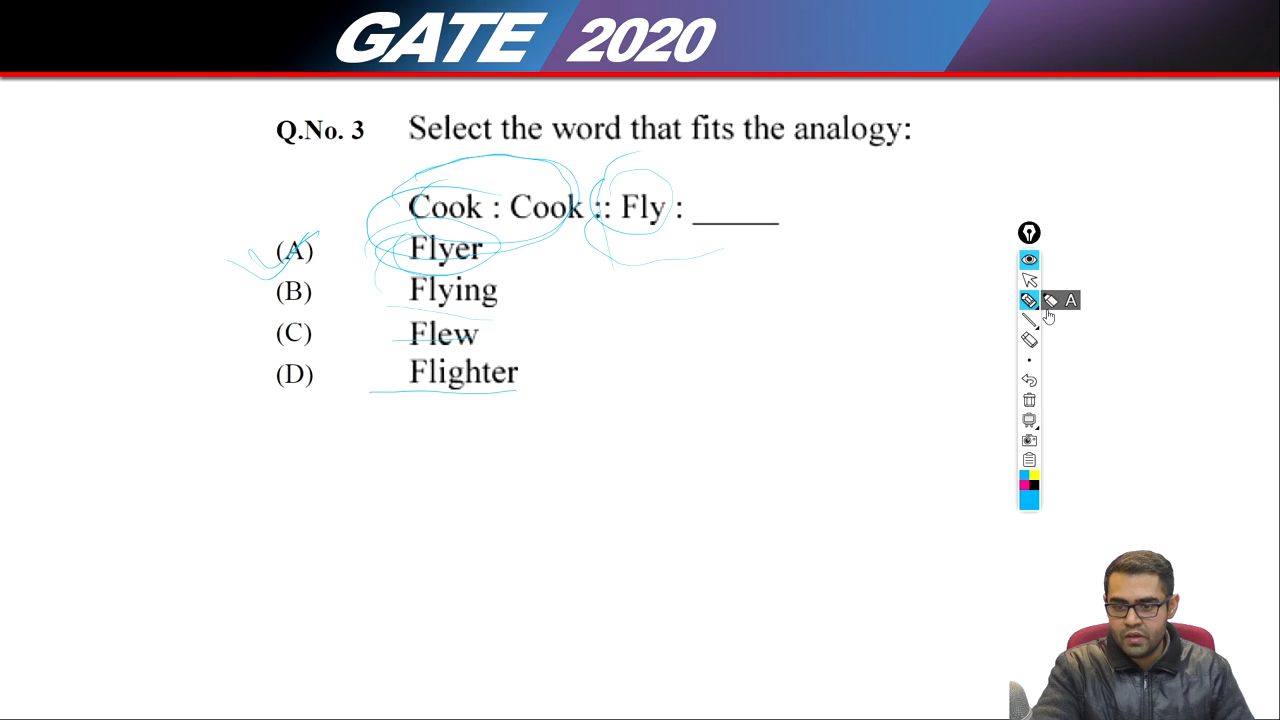 GATE 2020
Q.No. 3 Select the word that fits the analogy:
Cook : Cook :: Fly : ______
(A) Flyer
(B) Flying
(C) Flew
(D) Flighter
A